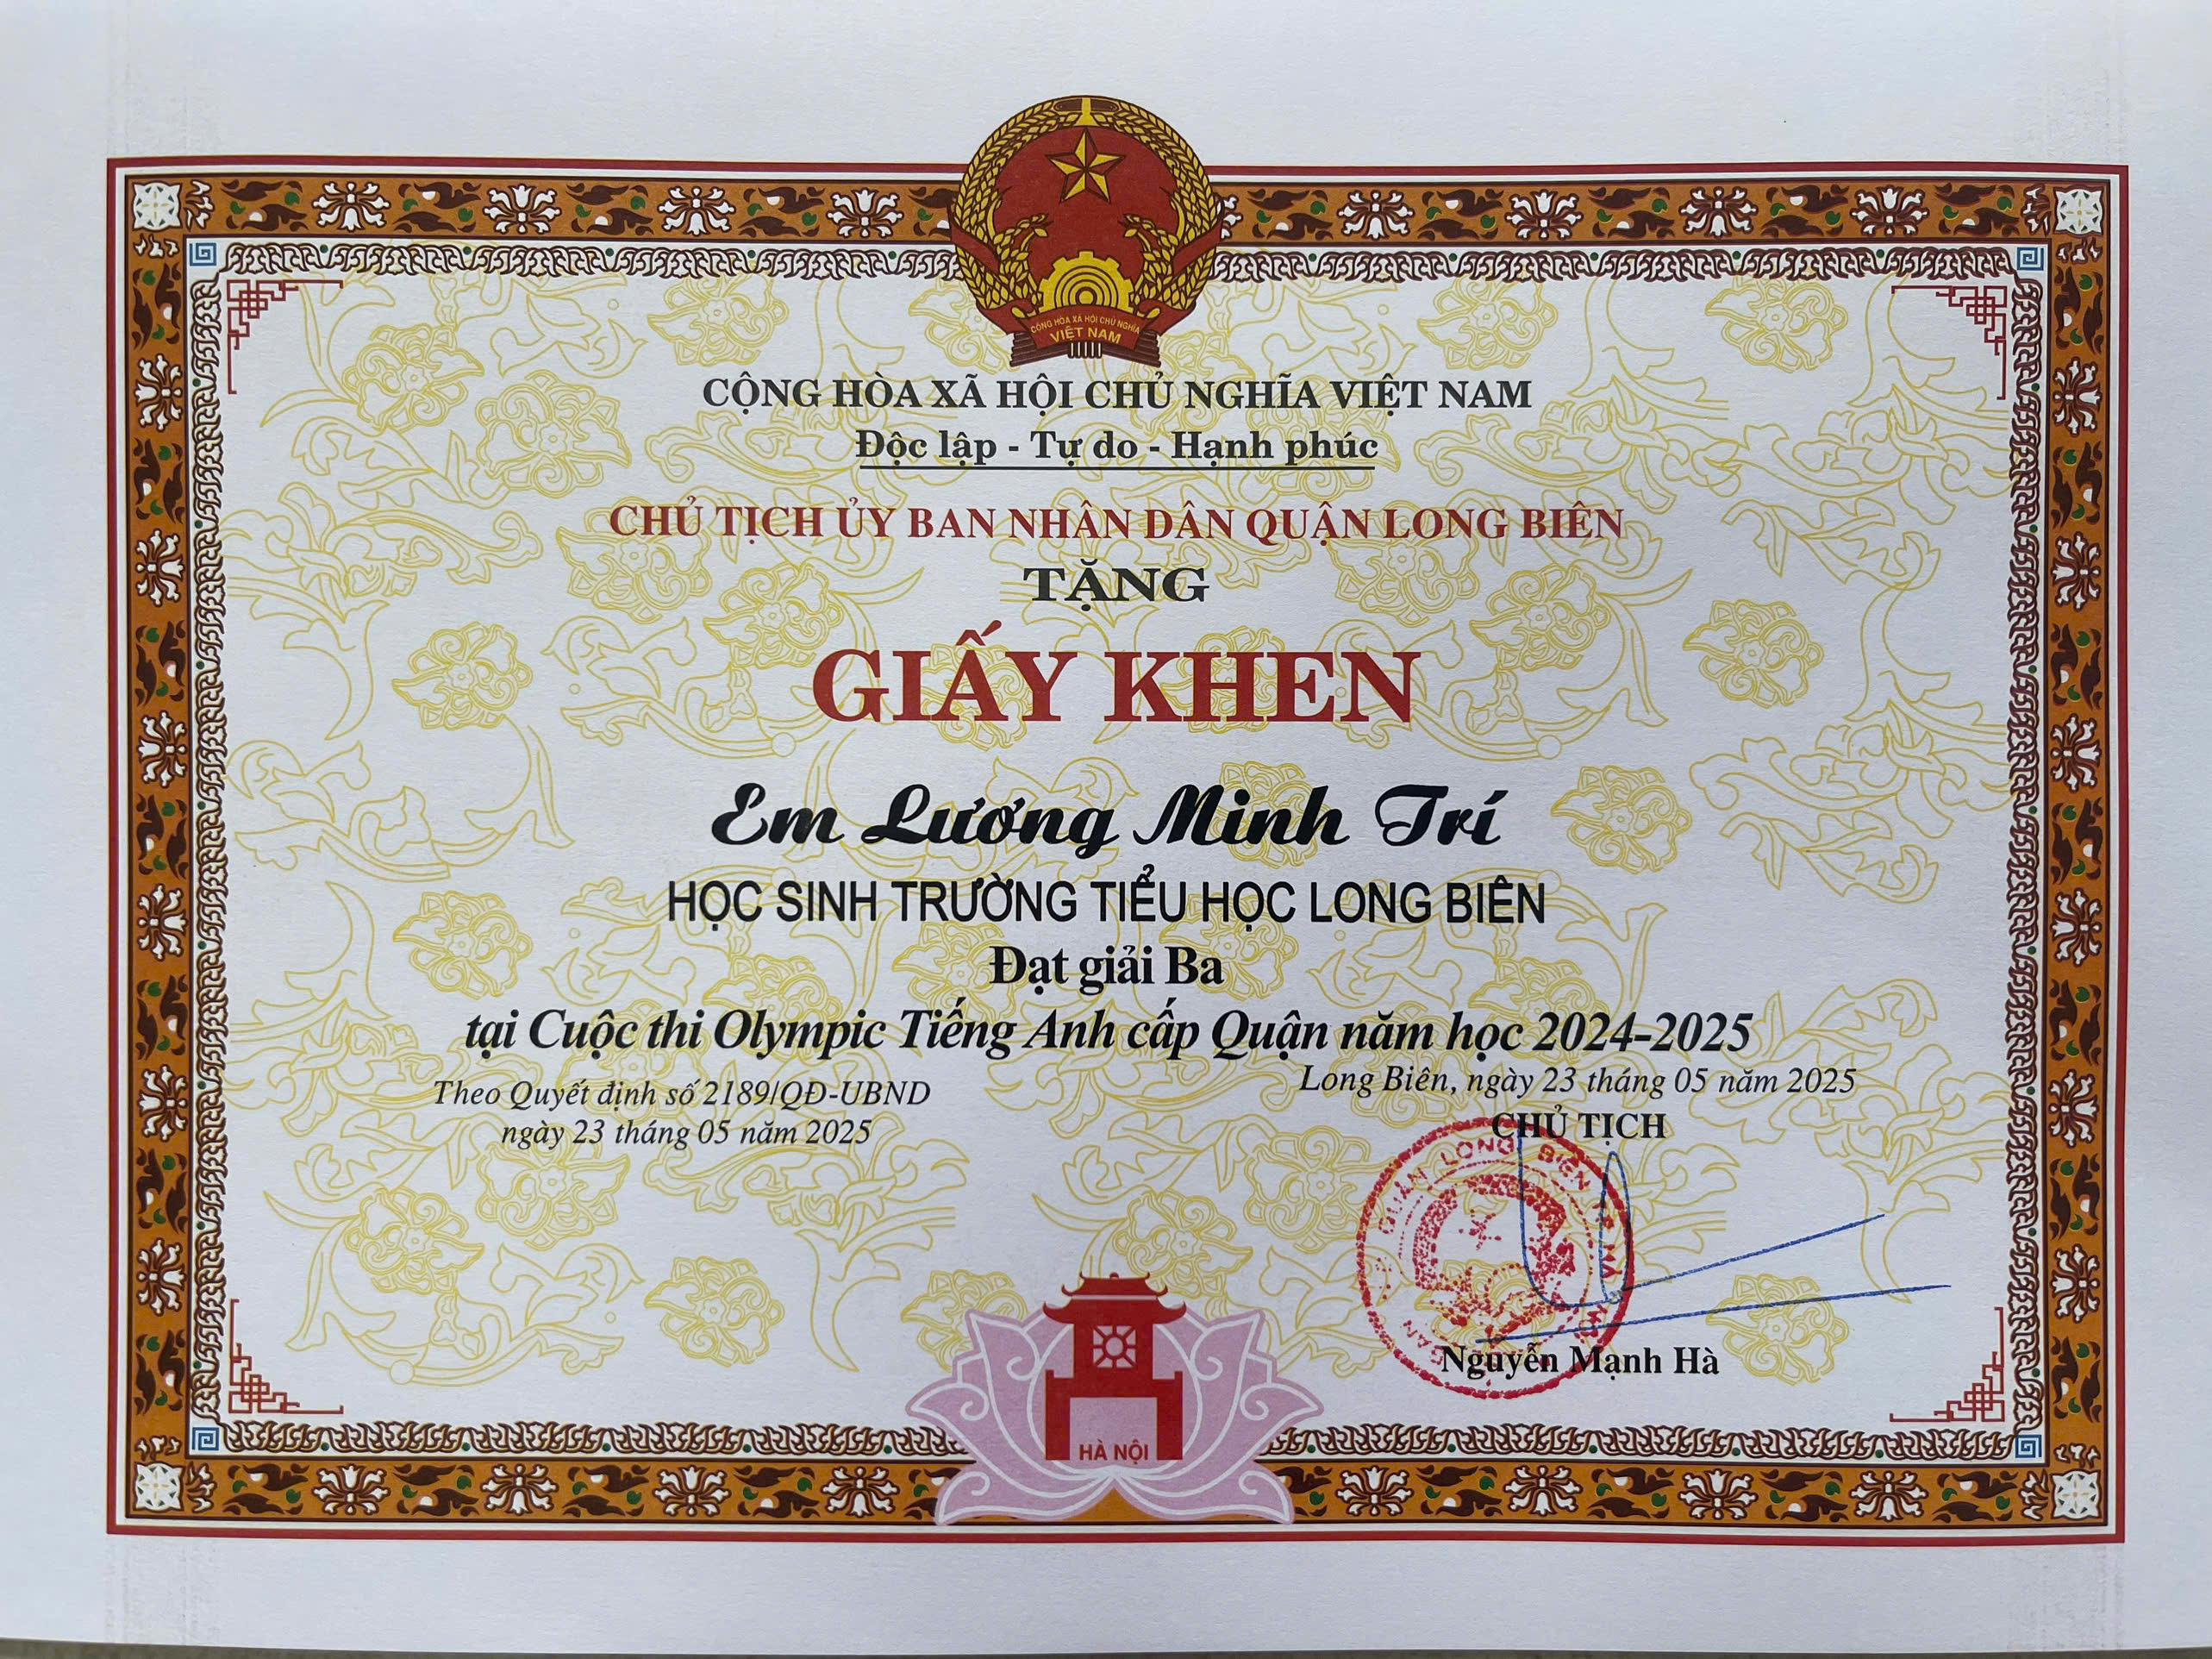 CỘNG HÒA XÃ HỘI CHỦ NGHĨA
VIỆT NAM
CỘNG HÒA XÃ HỘI CHỦ NGHĨA VIỆT NAM
Độc lập - Tự do - Hạnh phúc
CHỦ TỊCH ỦY BAN NHÂN DÂN QUẬN LONG BIÊN
TẶNG
GIẤY KHEN
Em Lương Minh Trí
HỌC SINH TRƯỜNG TIỂU HỌC LONG BIÊN
Đạt giải Ba
tại Cuộc thi Olympic Tiếng Anh cấp Quận năm học 2024-2025
Theo Quyết định số 2189/QĐ-UBND
ngày 23 tháng 05 năm 2025
Long Biên, ngày 23 tháng 05 năm 2025
CHỦ TỊCH
QUẬN LONG BIÊN
Nguyễn Mạnh Hà
HÀ NỘI